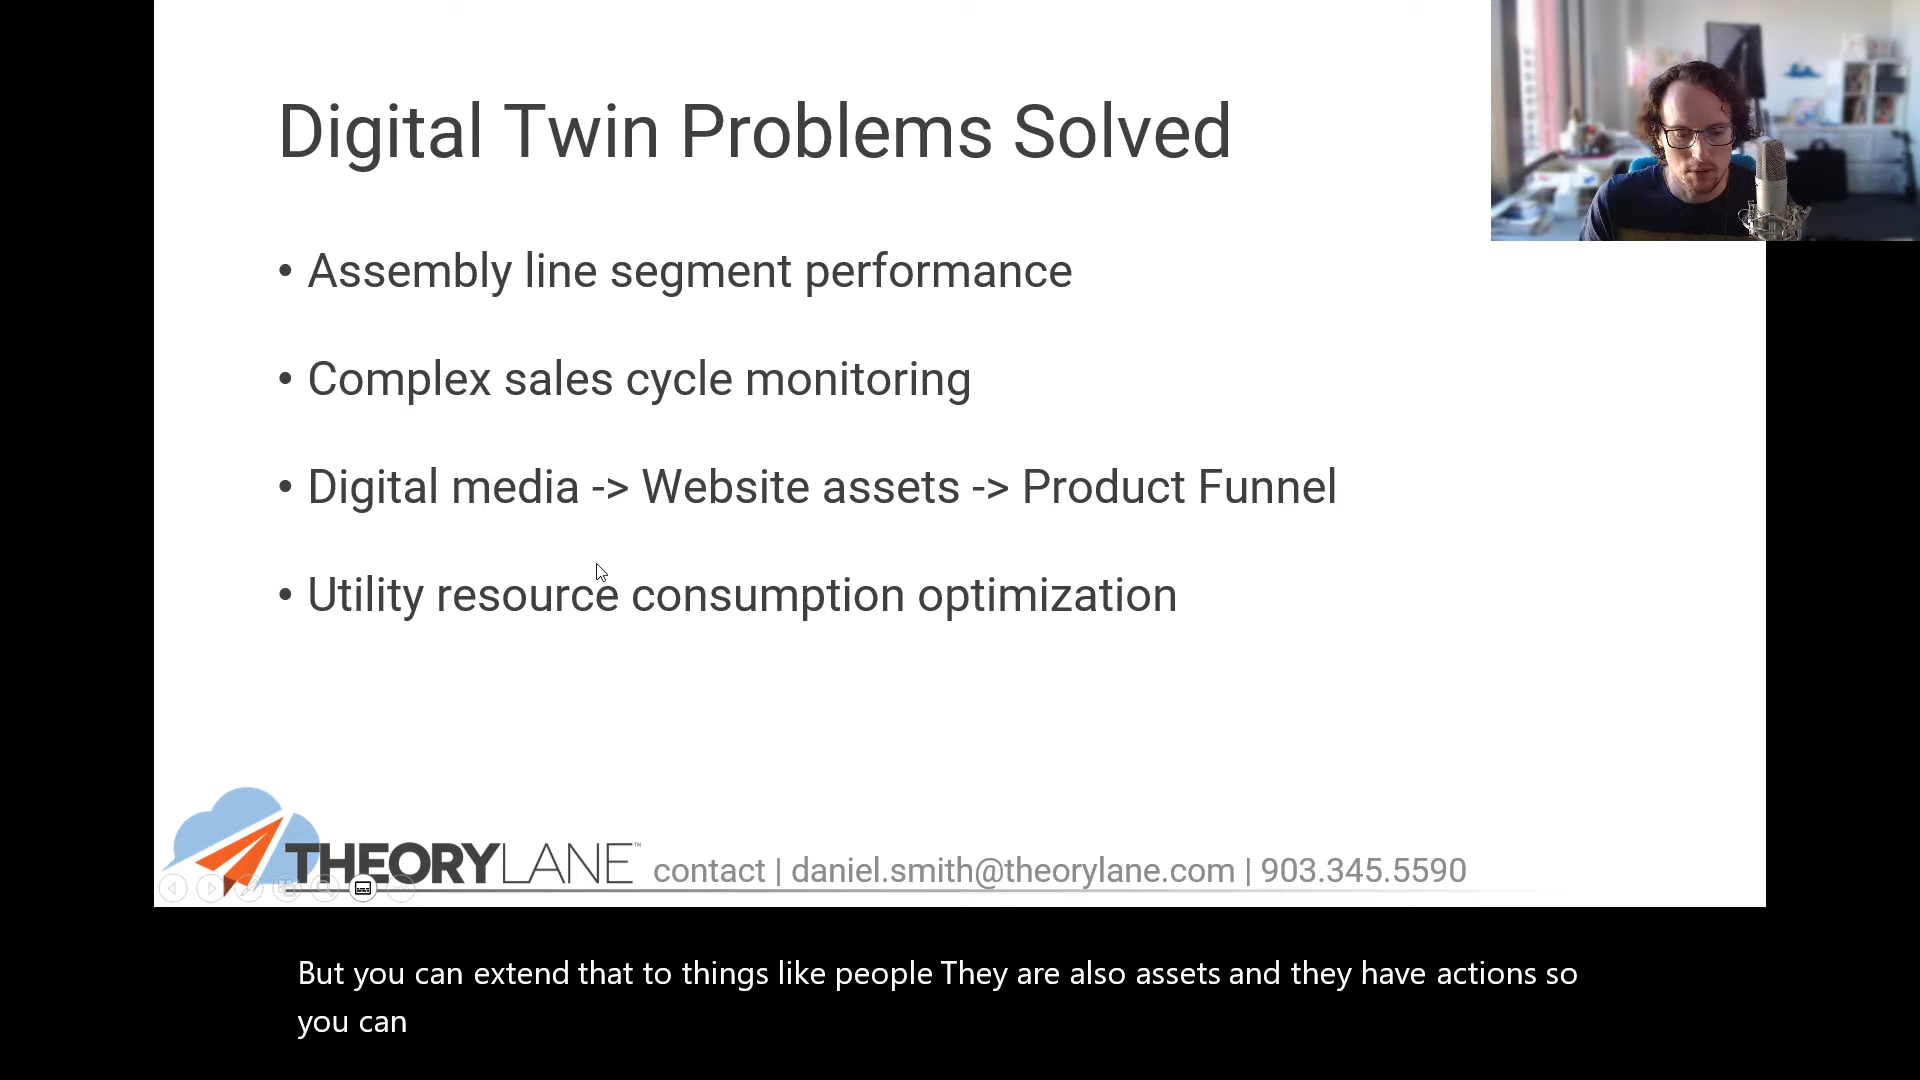 Digital Twin Problems Solved
• Assembly line segment performance
• Complex sales cycle monitoring
• Digital media -> Website assets -> Product Funnel
• Utility resource consumption optimization
THEORYLANE™ contact | daniel.smith@theorylane.com | 903.345.5590
But you can extend that to things like people They are also assets and they have actions so
you can